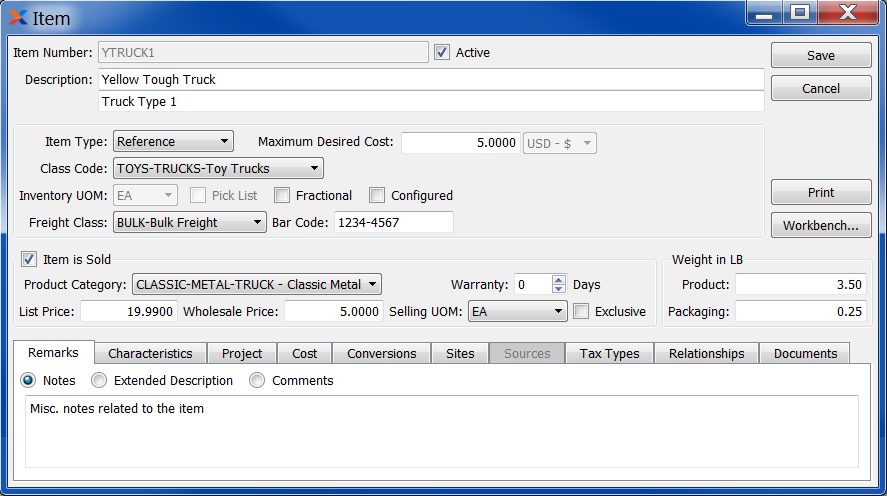 Item
Item Number: YTRUCK1 Active Save
Description: Yellow Tough Truck Cancel
Truck Type 1
Item Type: Reference Maximum Desired Cost: 5.0000 USD - $
Class Code: TOYS-TRUCKS-Toy Trucks
Inventory UOM: EA Pick List Fractional Configured Print
Freight Class: BULK-Bulk Freight Bar Code: 1234-4567 Workbench...
Item is Sold Weight in LB
Product Category: CLASSIC-METAL-TRUCK - Classic Metal Warranty: 0 Days Product: 3.50
List Price: 19.9900 Wholesale Price: 5.0000 Selling UOM: EA Exclusive Packaging: 0.25
Remarks Characteristics Project Cost Conversions Sites Sources Tax Types Relationships Documents
Notes Extended Description Comments
Misc. notes related to the item